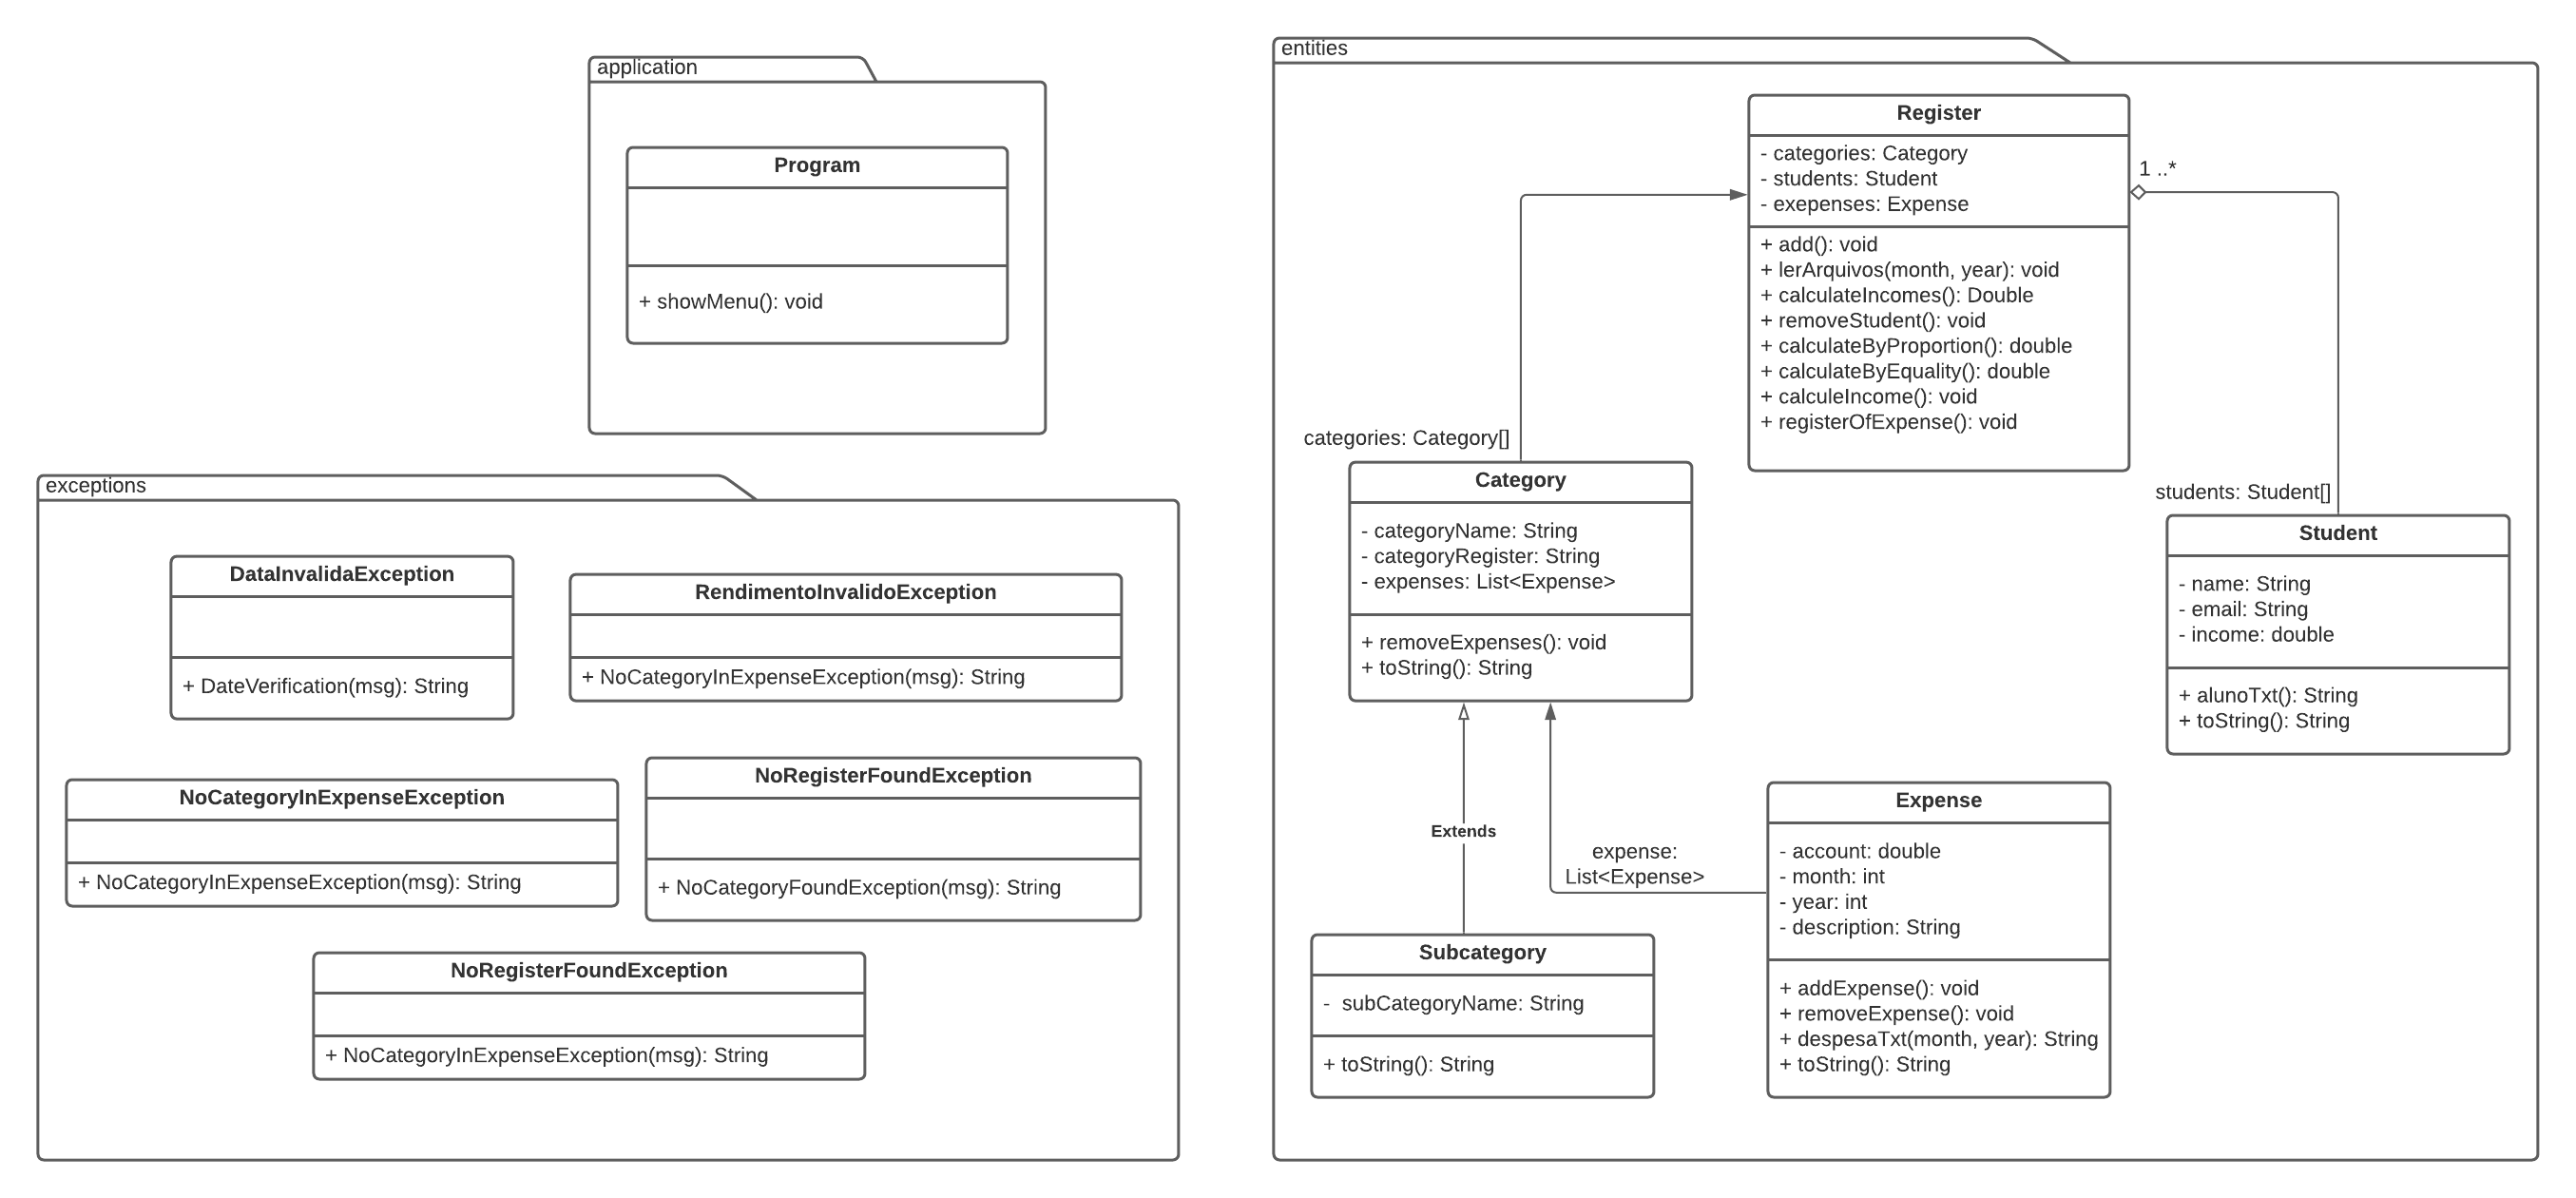 application
Program
+ showMenu(): void
exceptions
DataInvalidaException
+ DateVerification(msg): String
RendimentoInvalidoException
+ NoCategoryInExpenseException(msg): String
NoCategoryInExpenseException
+ NoCategoryInExpenseException(msg): String
NoRegisterFoundException
+ NoCategoryFoundException(msg): String
NoRegisterFoundException
+ NoCategoryInExpenseException(msg): String
entities
Register
- categories: Category
- students: Student
- exepenses: Expense
+ add(): void
+ lerArquivos(month, year): void
+ calculateIncomes(): Double
+ removeStudent(): void
+ calculateByProportion(): double
+ calculateByEquality(): double
+ calculeIncome(): void
+ registerOfExpense(): void
1 ..*
categories: Category[]
students: Student[]
Category
- categoryName: String
- categoryRegister: String
- expenses: List<Expense>
+ removeExpenses(): void
+ toString(): String
Student
- name: String
- email: String
- income: double
+ alunoTxt(): String
+ toString(): String
Extends
expense:
List<Expense>
Subcategory
- subCategoryName: String
+ toString(): String
Expense
- account: double
- month: int
- year: int
- description: String
+ addExpense(): void
+ removeExpense(): void
+ despesaTxt(month, year): String
+ toString(): String